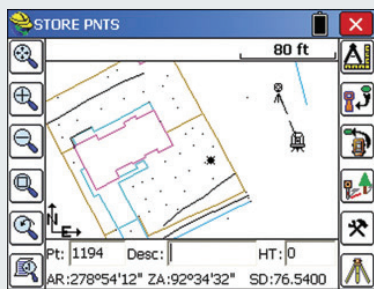 STORE PNTS
80 ft
N
E
Pt: 1194 Desc: HT: 0
AR:278°54'12" ZA:92°34'32" SD:76.5400